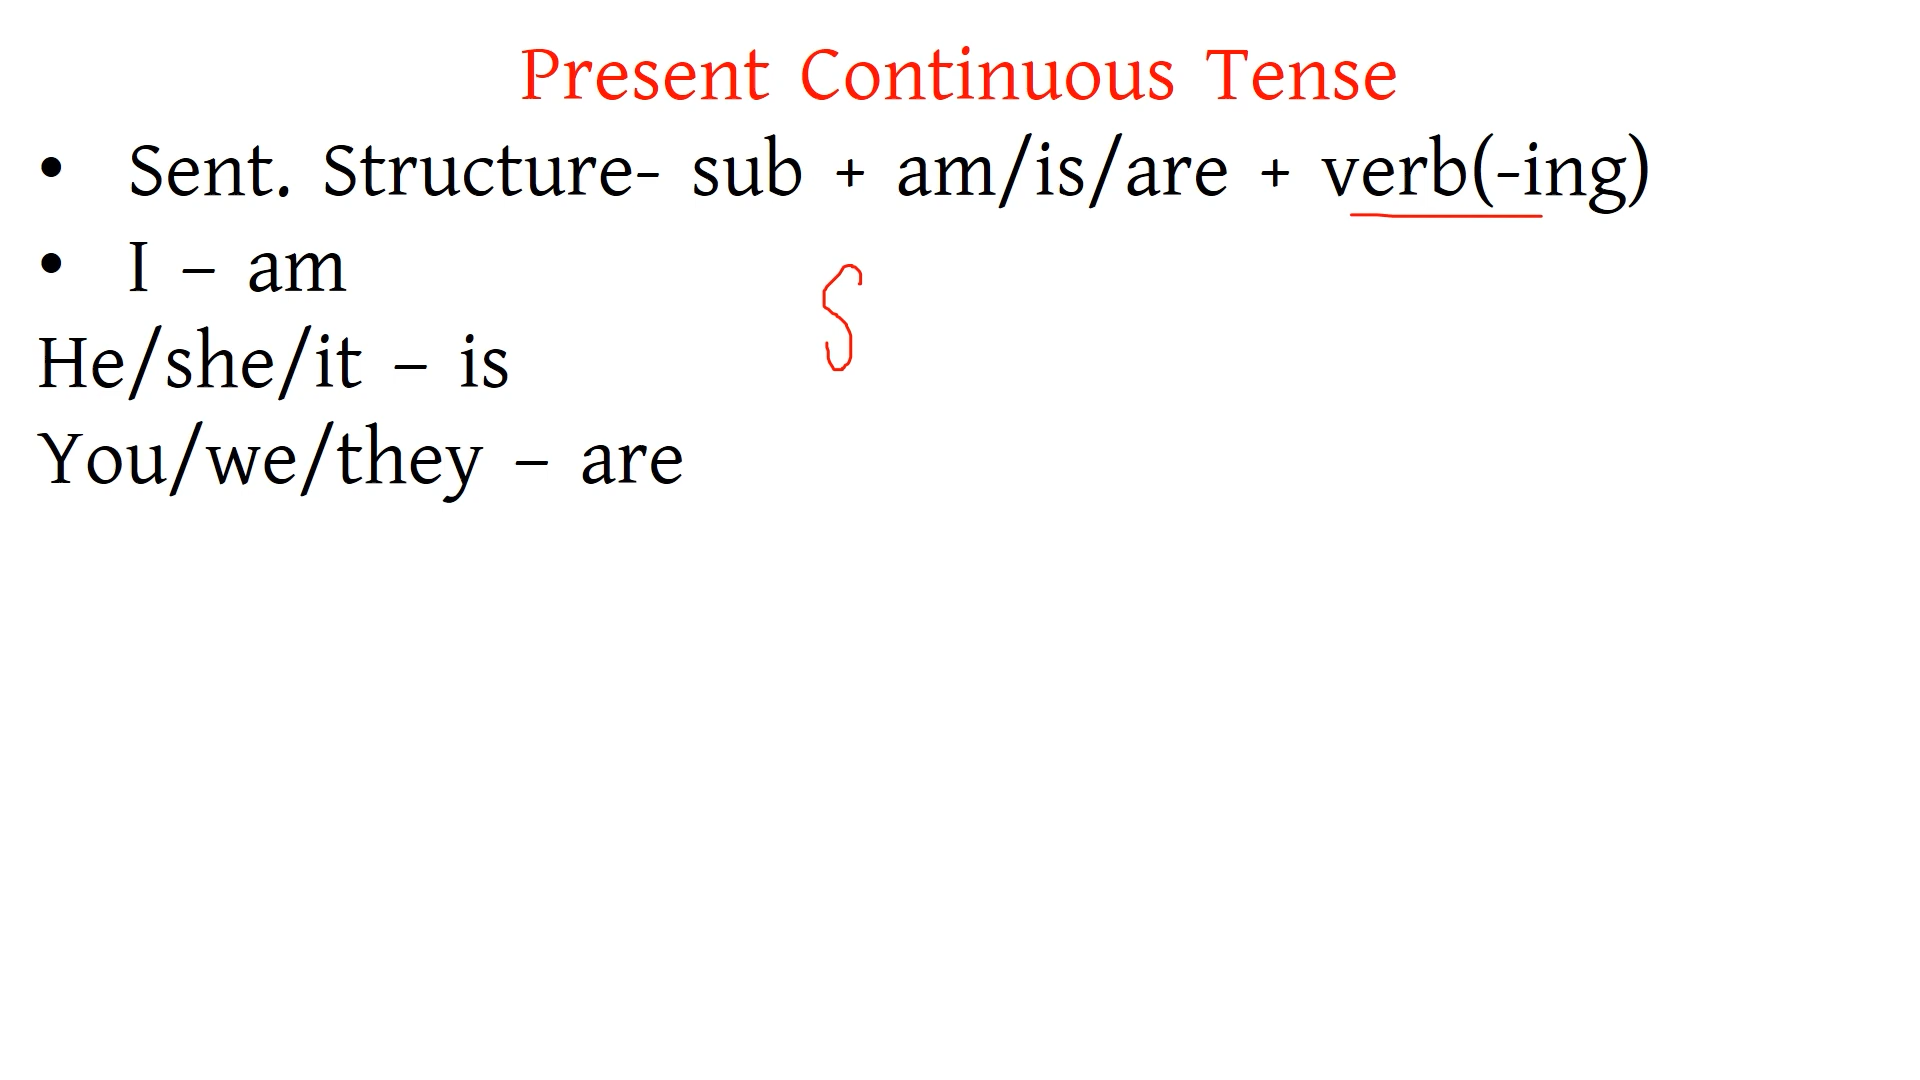 Present Continuous Tense
• Sent. Structure- sub + am/is/are + verb(-ing)
• I – am
S
He/she/it – is
You/we/they – are